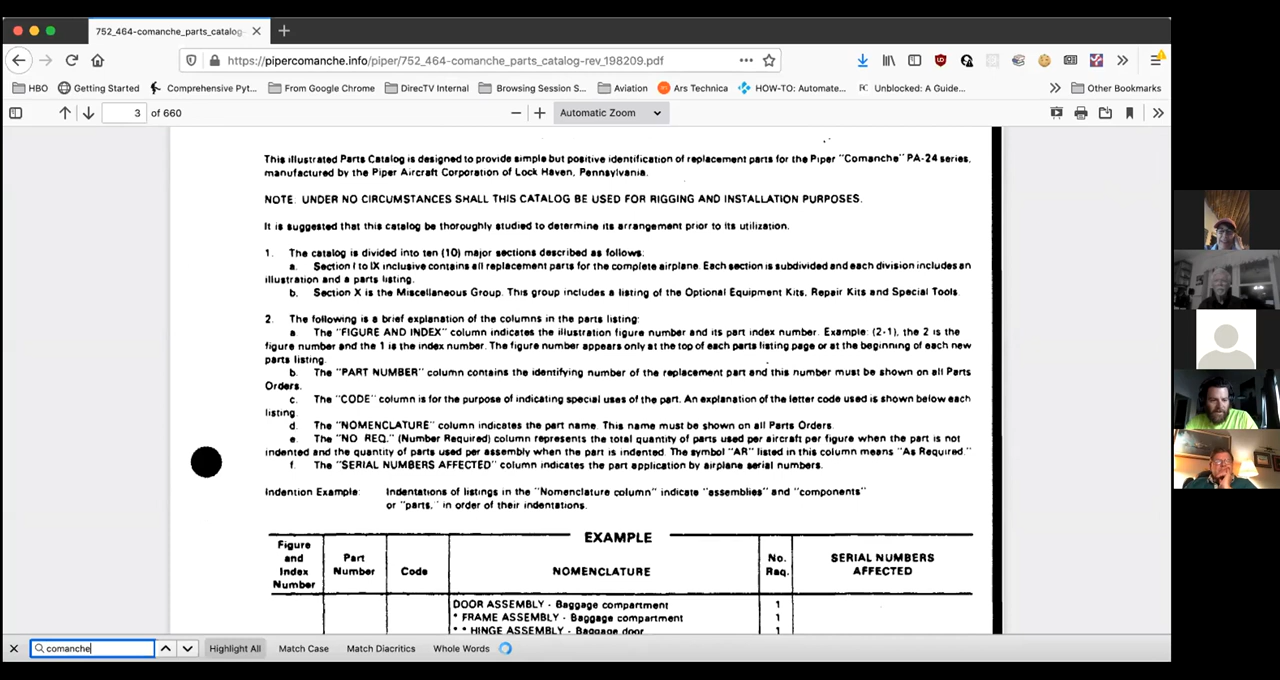 752_464-comanche_parts_catalog-
https://pipercomanche.info/piper/752_464-comanche_parts_catalog-rev_198209.pdf
HBO Getting Started Comprehensive Pyt... From Google Chrome DirecTV Internal Browsing Session S... Aviation Ars Technica HOW-TO: Automate... Unblocked: A Guide... Other Bookmarks
3 of 660 Automatic Zoom
This illustrated Parts Catalog is designed to provide simple but positive identification of replacement parts for the Piper "Comanche" PA-24 series,
manufactured by the Piper Aircraft Corporation of Lock Haven, Pennsylvania.
NOTE: UNDER NO CIRCUMSTANCES SHALL THIS CATALOG BE USED FOR RIGGING AND INSTALLATION PURPOSES.
It is suggested that this catalog be thoroughly studied to determine its arrangement prior to its utilization.
1. The catalog is divided into ten (10) major sections described as follows:
a. Section I to IX inclusive contains all replacement parts for the complete airplane. Each section is subdivided and each division includes an
illustration and a parts listing.
b. Section X is the Miscellaneous Group. This group includes a listing of the Optional Equipment Kits, Repair Kits and Special Tools.
2. The following is a brief explanation of the columns in the parts listing:
a. The "FIGURE AND INDEX" column indicates the illustration figure number and its part index number. Example: (2-1), the 2 is the
figure number and the 1 is the index number. The figure number appears only at the top of each parts listing page or at the beginning of each new
parts listing.
b. The "PART NUMBER" column contains the identifying number of the replacement part and this number must be shown on all Parts
Orders.
c. The "CODE" column is for the purpose of indicating special uses of the part. An explanation of the letter code used is shown below each
listing.
d. The "NOMENCLATURE" column indicates the part name. This name must be shown on all Parts Orders.
e. The "NO. REQ." (Number Required) column represents the total quantity of parts used per aircraft per figure when the part is not
indented and the quantity of parts used per assembly when the part is indented. The symbol "AR" listed in this column means "As Required."
f. The "SERIAL NUMBERS AFFECTED" column indicates the part application by airplane serial numbers.
Indention Example: Indentations of listings in the "Nomenclature column" indicate "assemblies" and "components"
or "parts," in order of their indentations.
EXAMPLE
Figure and Index Number
Part Number
Code
NOMENCLATURE
No. Req.
SERIAL NUMBERS AFFECTED
DOOR ASSEMBLY - Baggage compartment 1
* FRAME ASSEMBLY - Baggage compartment 1
* * HINGE ASSEMBLY - Baggage door 1
comanche Highlight All Match Case Match Diacritics Whole Words